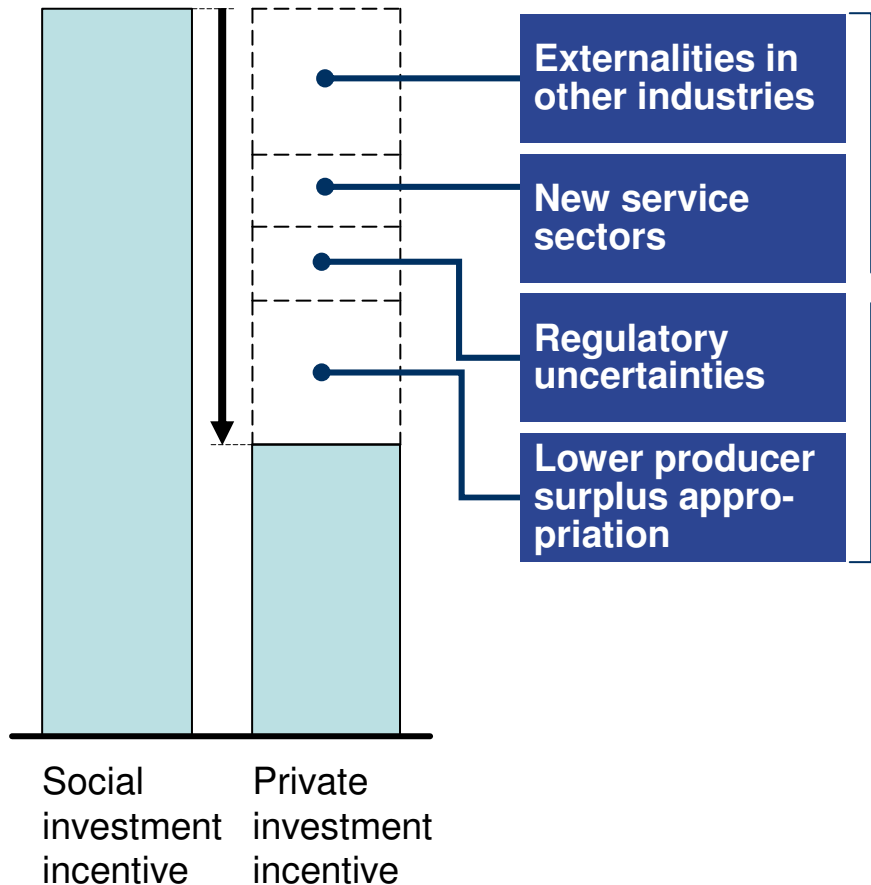 Externalities in
other industries
New service
sectors
Regulatory
uncertainties
Lower producer
surplus appro-
priation
Social
investment
incentive
Private
investment
incentive